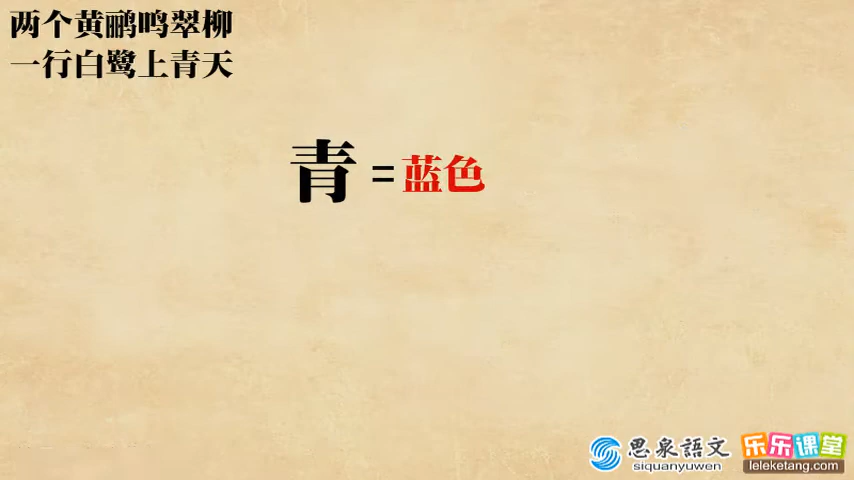 两个黄鹂鸣翠柳
一行白鹭上青天
青=蓝色
思泉語文
siquanyuwen
乐乐课堂
leleketang.com